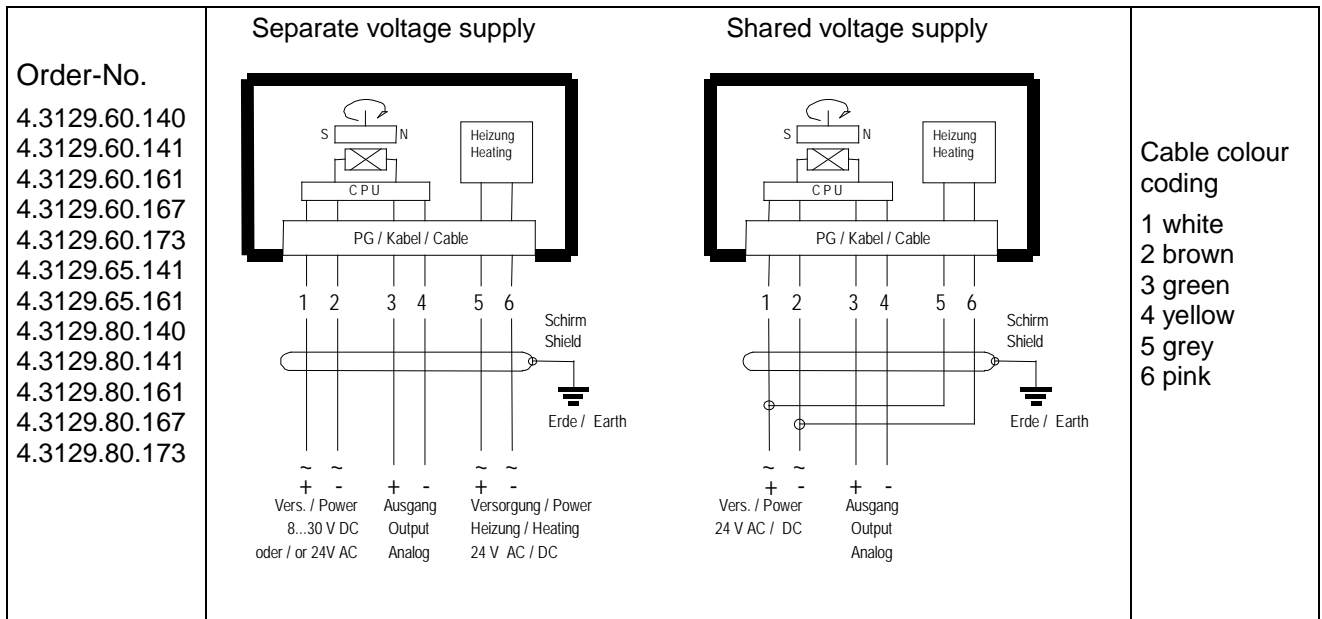 Order-No.
4.3129.60.140
4.3129.60.141
4.3129.60.161
4.3129.60.167
4.3129.60.173
4.3129.65.141
4.3129.65.161
4.3129.80.140
4.3129.80.141
4.3129.80.161
4.3129.80.167
4.3129.80.173
Separate voltage supply
S N
Heizung
Heating
CPU
PG / Kabel / Cable
1 2 3 4 5 6
Schirm
Shield
Erde / Earth
~ ~ ~ ~
+ - + - + -
Vers. / Power Ausgang Versorgung / Power
8...30 V DC Output Heizung / Heating
oder / or 24V AC Analog 24 V AC / DC
Shared voltage supply
S N
Heizung
Heating
CPU
PG / Kabel / Cable
1 2 3 4 5 6
Schirm
Shield
Erde / Earth
~ ~
+ - + -
Vers. / Power Ausgang
24 V AC / DC Output
Analog
Cable colour
coding
1 white
2 brown
3 green
4 yellow
5 grey
6 pink